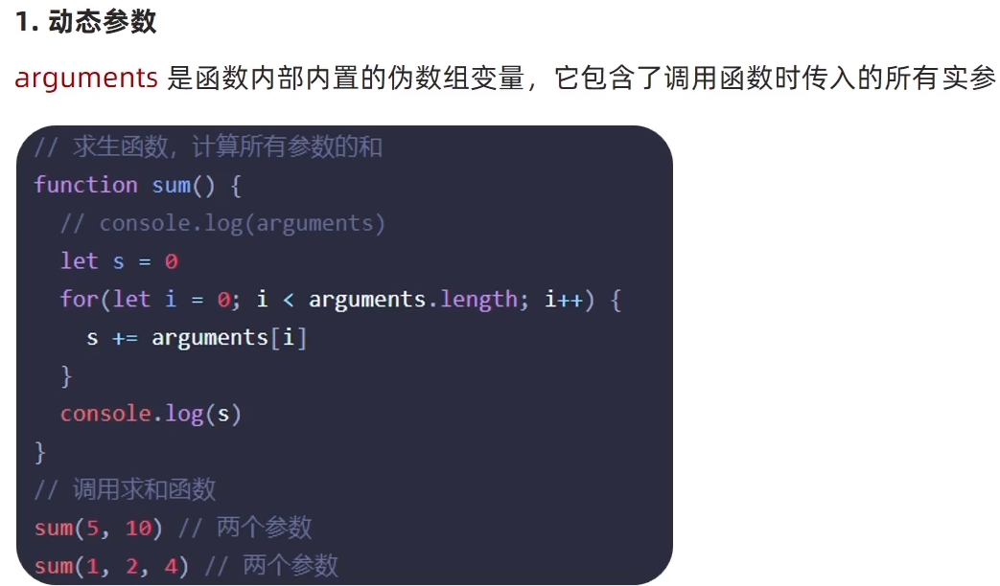 1. 动态参数
arguments 是函数内部内置的伪数组变量，它包含了调用函数时传入的所有实参
// 求生函数，计算所有参数的和
function sum() {
  // console.log(arguments)
  let s = 0
  for(let i = 0; i < arguments.length; i++) {
    s += arguments[i]
  }
  console.log(s)
}
// 调用求和函数
sum(5, 10) // 两个参数
sum(1, 2, 4) // 两个参数